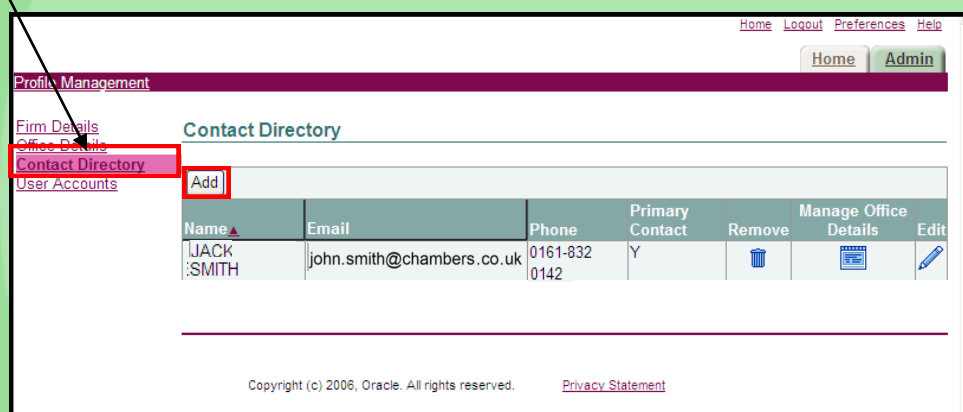 Home Logout Preferences Help
Home Admin
Profile Management
Firm Details
Office Details
Contact Directory
User Accounts
Contact Directory
Add
Name Email Phone Primary Contact Remove Manage Office Details Edit
JACK SMITH john.smith@chambers.co.uk 0161-832 0142 Y
Copyright (c) 2006, Oracle. All rights reserved. Privacy Statement